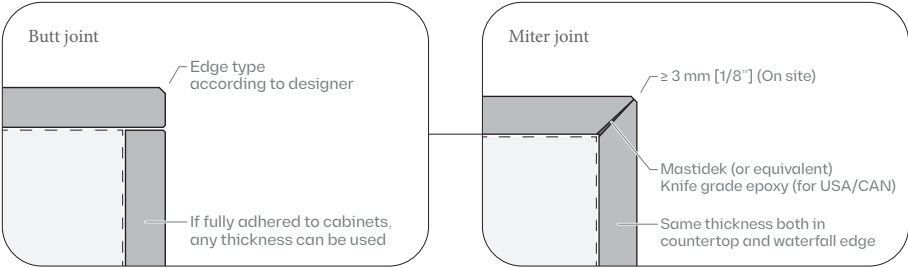 Butt joint
Edge type
according to designer
If fully adhered to cabinets,
any thickness can be used
Miter joint
≥ 3 mm [1/8”] (On site)
Mastidek (or equivalent)
Knife grade epoxy (for USA/CAN)
Same thickness both in
countertop and waterfall edge